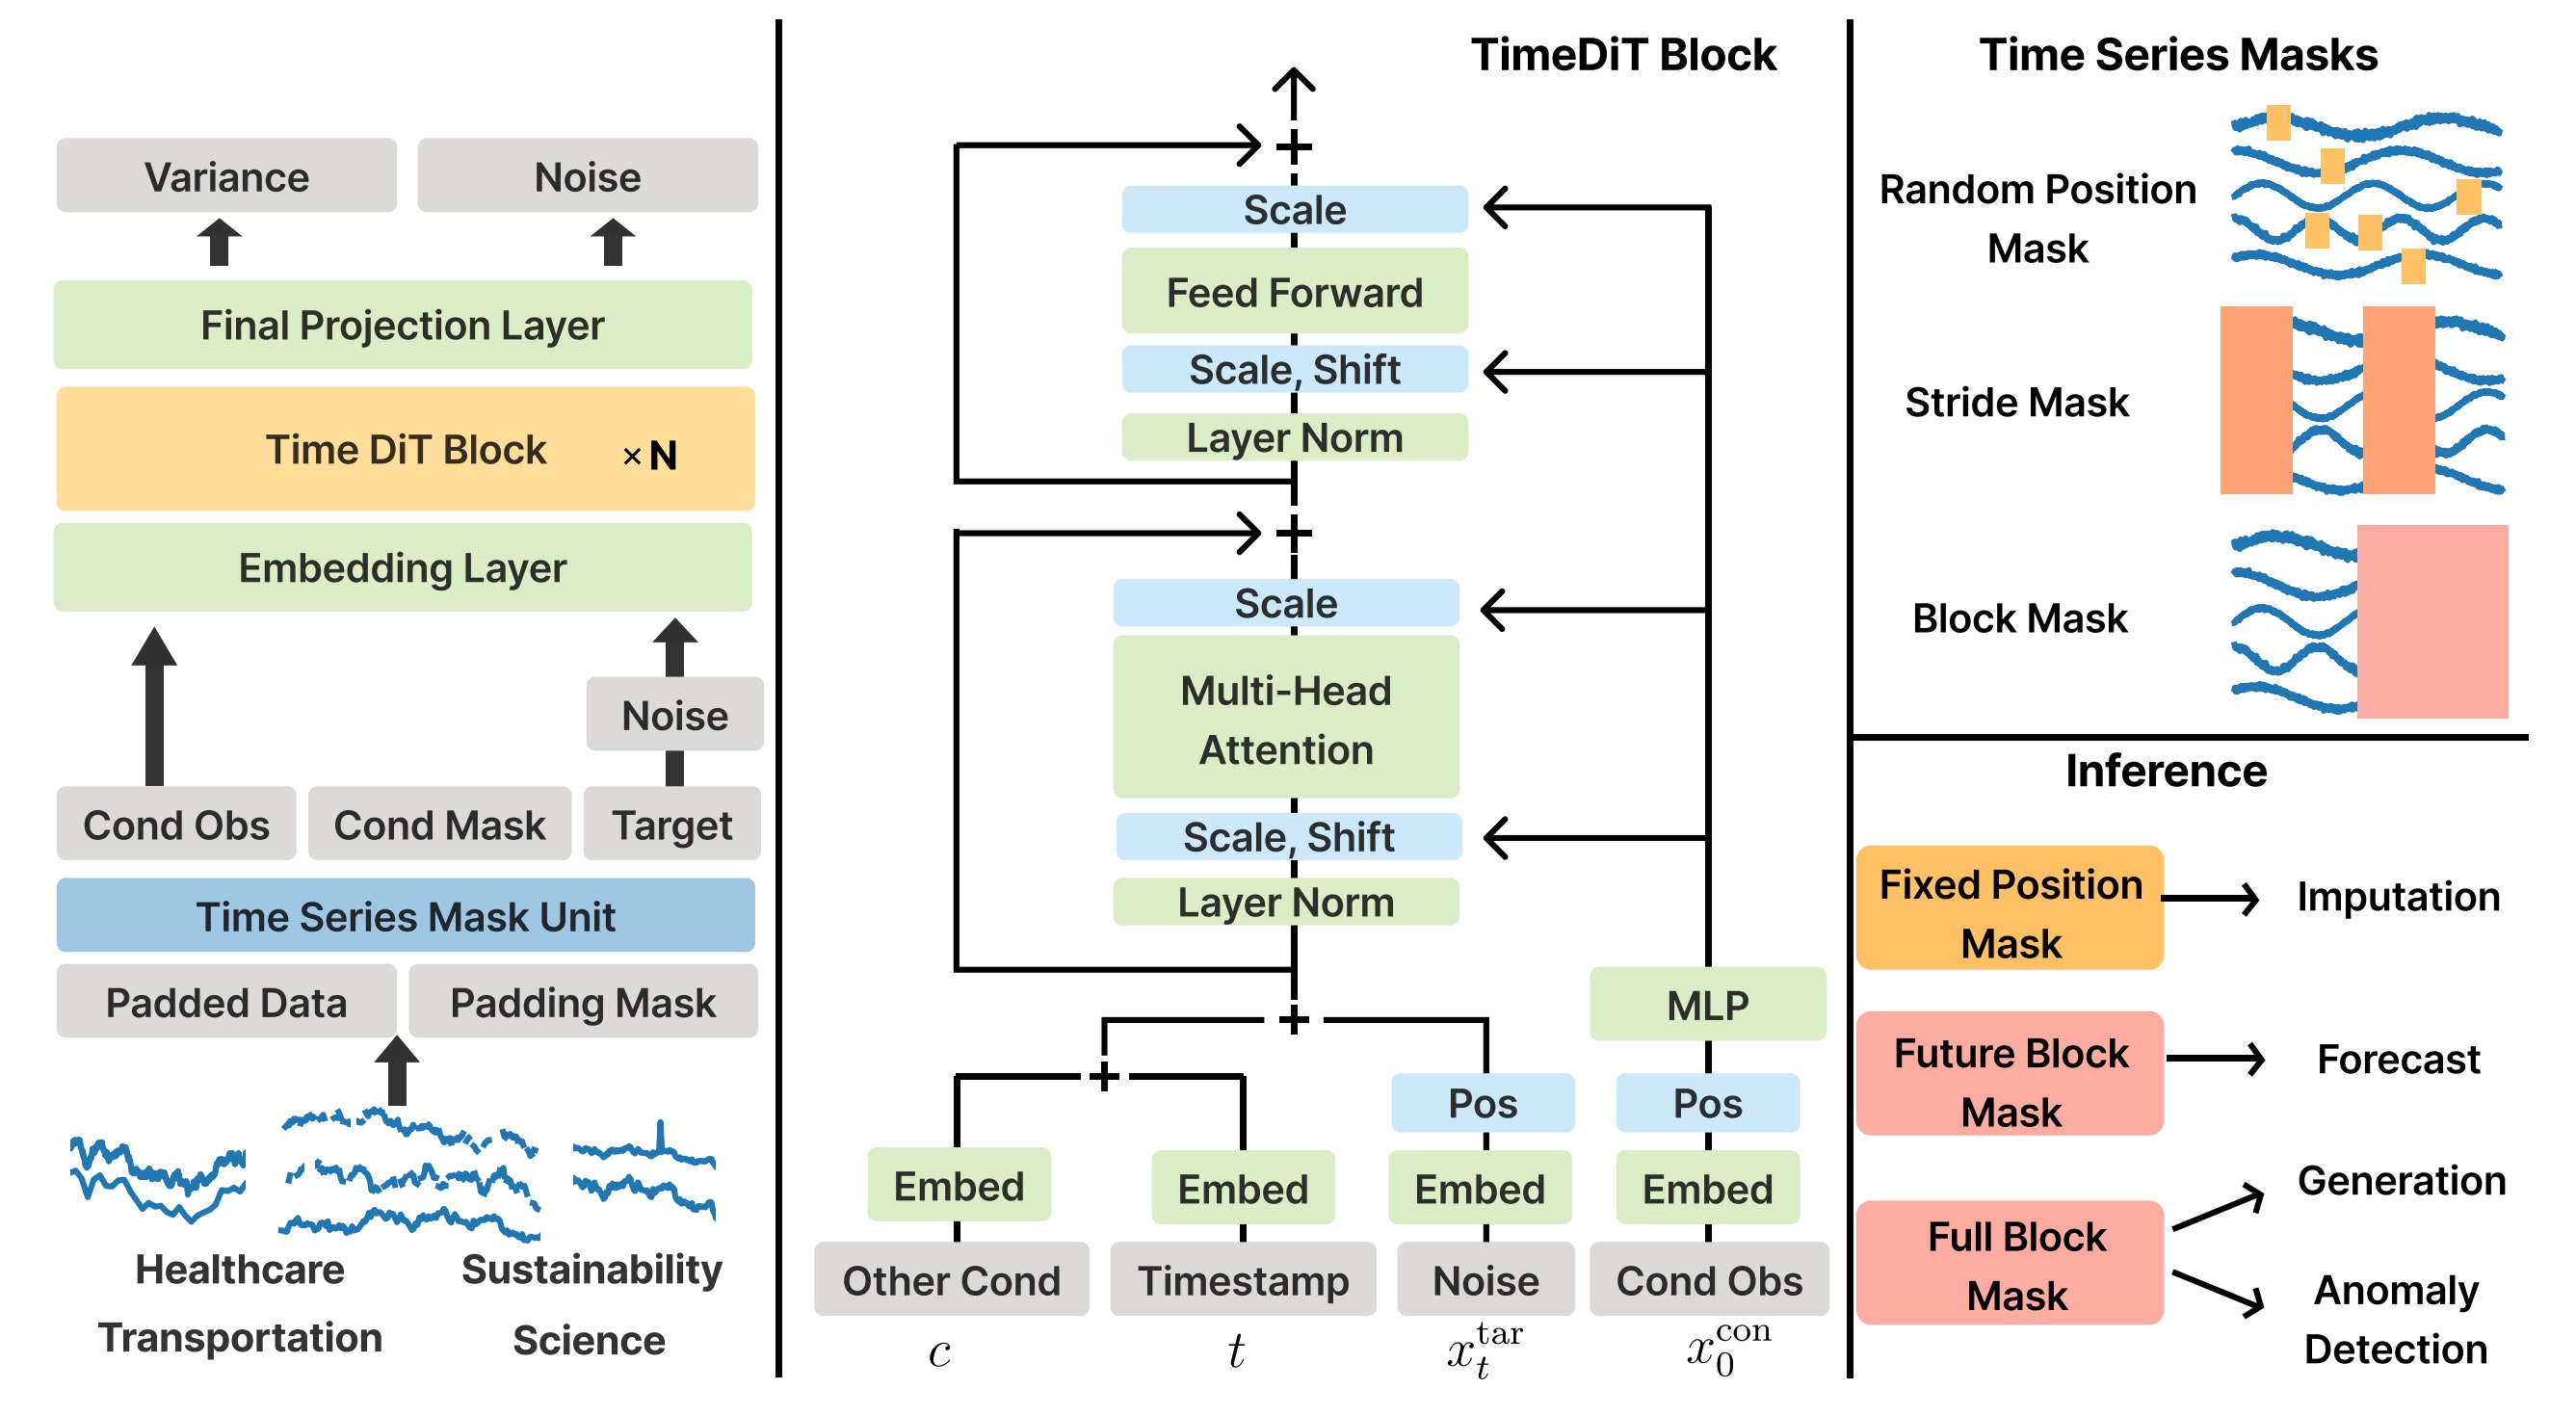 Variance
Noise
Final Projection Layer
Time DiT Block × N
Embedding Layer
Noise
Cond Obs
Cond Mask
Target
Time Series Mask Unit
Padded Data
Padding Mask
Healthcare
Sustainability
Transportation
Science
TimeDiT Block
Scale
Feed Forward
Scale, Shift
Layer Norm
Scale
Multi-Head
Attention
Scale, Shift
Layer Norm
MLP
Pos
Pos
Embed
Embed
Embed
Embed
Other Cond
Timestamp
Noise
Cond Obs
c
t
x_t^tar
x_0^con
Time Series Masks
Random Position
Mask
Stride Mask
Block Mask
Inference
Fixed Position
Mask
Imputation
Future Block
Mask
Forecast
Full Block
Mask
Generation
Anomaly
Detection